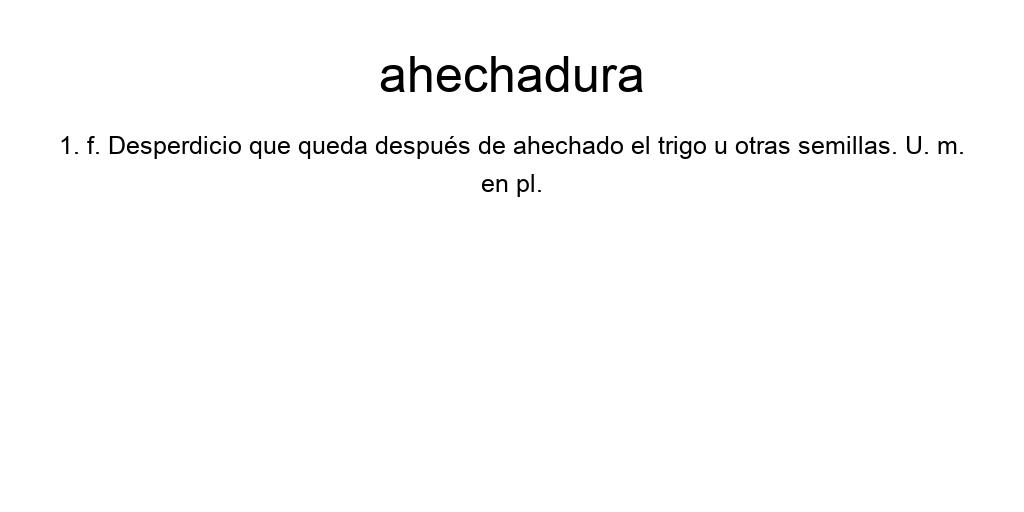 ahechadura
1. f. Desperdicio que queda después de ahechado el trigo u otras semillas. U. m.
en pl.